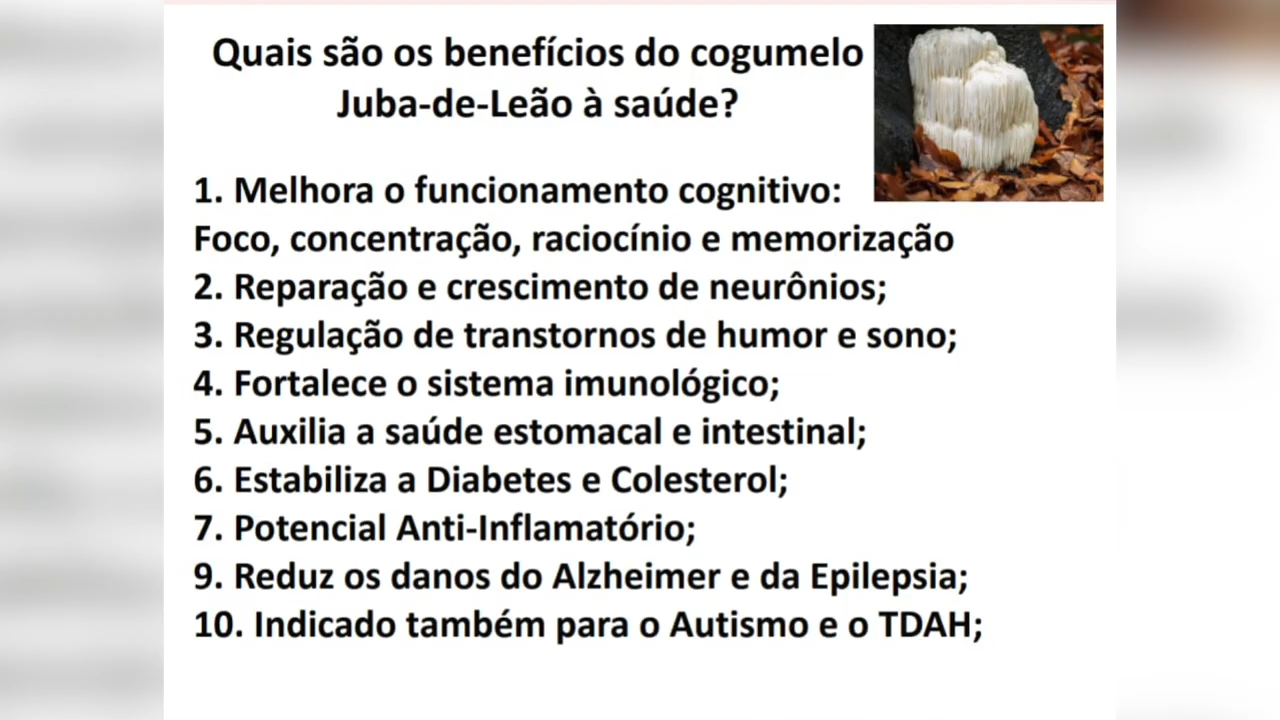 Quais são os benefícios do cogumelo
Juba-de-Leão à saúde?
1. Melhora o funcionamento cognitivo:
Foco, concentração, raciocínio e memorização
2. Reparação e crescimento de neurônios;
3. Regulação de transtornos de humor e sono;
4. Fortalece o sistema imunológico;
5. Auxilia a saúde estomacal e intestinal;
6. Estabiliza a Diabetes e Colesterol;
7. Potencial Anti-Inflamatório;
9. Reduz os danos do Alzheimer e da Epilepsia;
10. Indicado também para o Autismo e o TDAH;